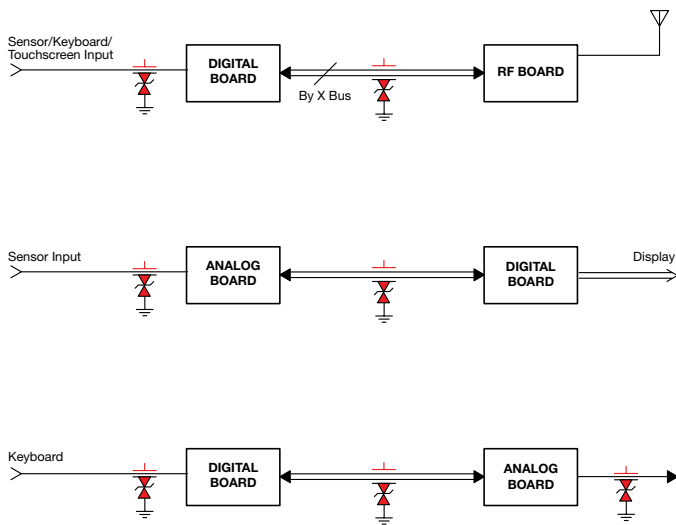 Sensor/Keyboard/
Touchscreen Input
DIGITAL
BOARD
By X Bus
RF BOARD
Sensor Input
ANALOG
BOARD
DIGITAL
BOARD
Display
Keyboard
DIGITAL
BOARD
ANALOG
BOARD